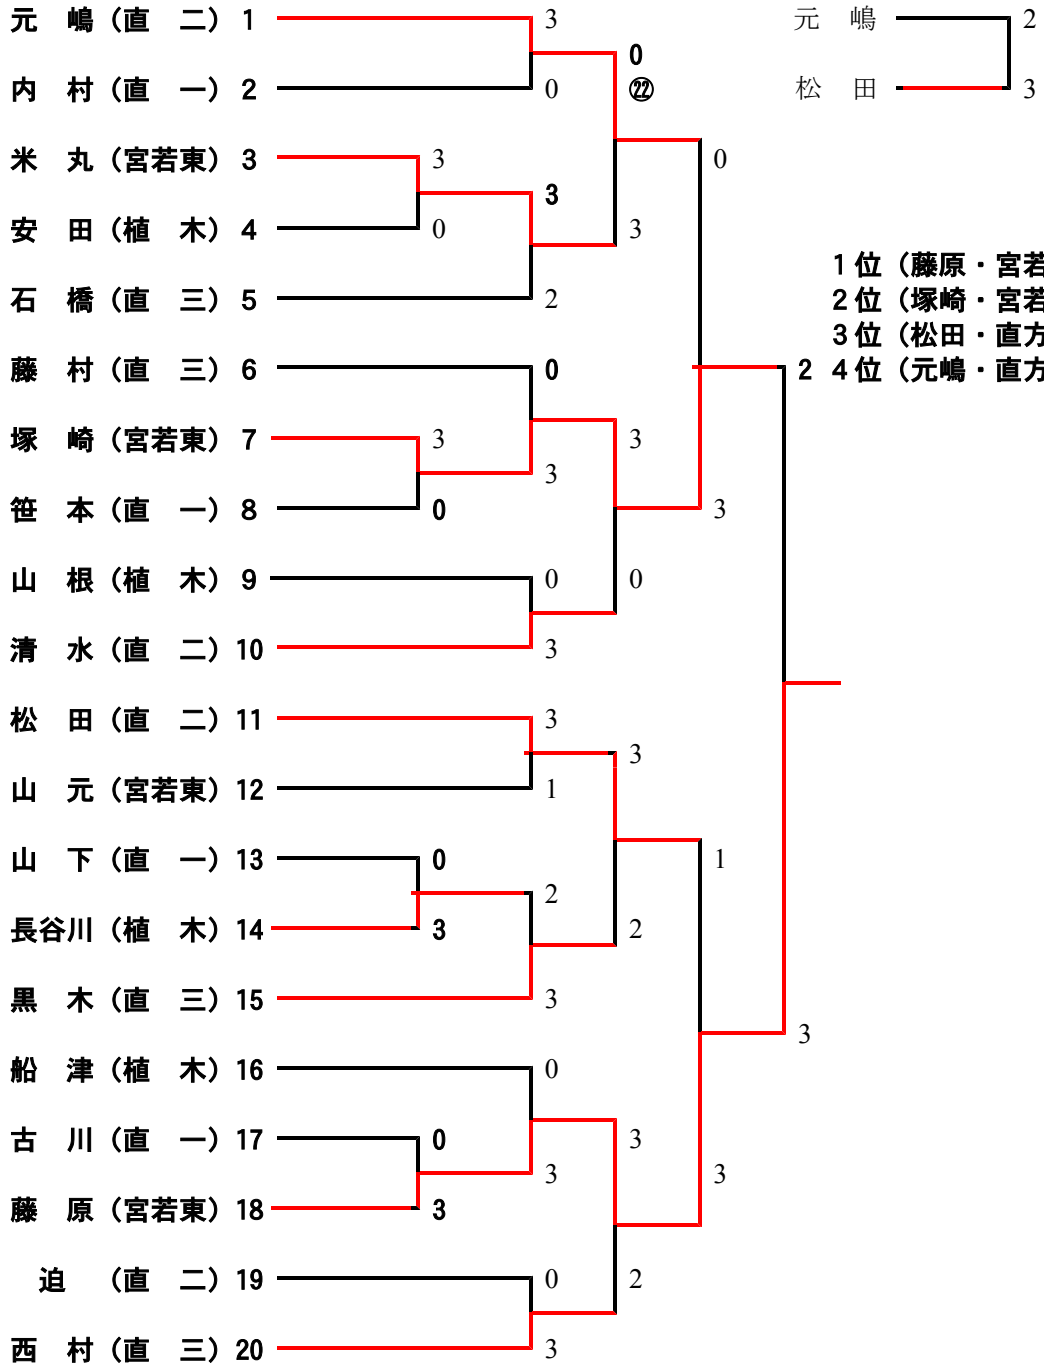 元　嶋（直　二）1
3
元　嶋
2
0
内　村（直　一）2
0
㉒
松　田
3
米　丸（宮若東）3
3
0
3
安　田（植　木）4
0
3
1位（藤原・宮若
石　橋（直　三）5
2
2位（塚崎・宮若
3位（松田・直方
藤　村（直　三）6
0
2
4位（元嶋・直方
塚　崎（宮若東）7
3
3
3
笹　本（直　一）8
0
3
山　根（植　木）9
0
0
清　水（直　二）10
3
松　田（直　二）11
3
3
山　元（宮若東）12
1
山　下（直　一）13
0
1
2
長谷川（植　木）14
3
2
黒　木（直　三）15
3
3
船　津（植　木）16
0
古　川（直　一）17
0
3
3
3
藤　原（宮若東）18
3
迫　（直　二）19
0
2
西　村（直　三）20
3